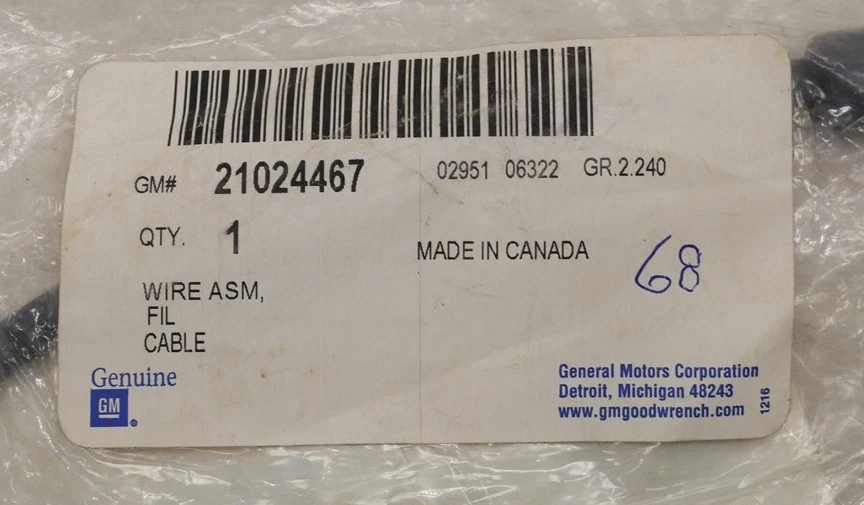 GM# 21024467 02951 06322 GR.2.240
QTY. 1
MADE IN CANADA
68
WIRE ASM,
FIL
CABLE
Genuine
GM
®
General Motors Corporation
Detroit, Michigan 48243
www.gmgoodwrench.com
1216